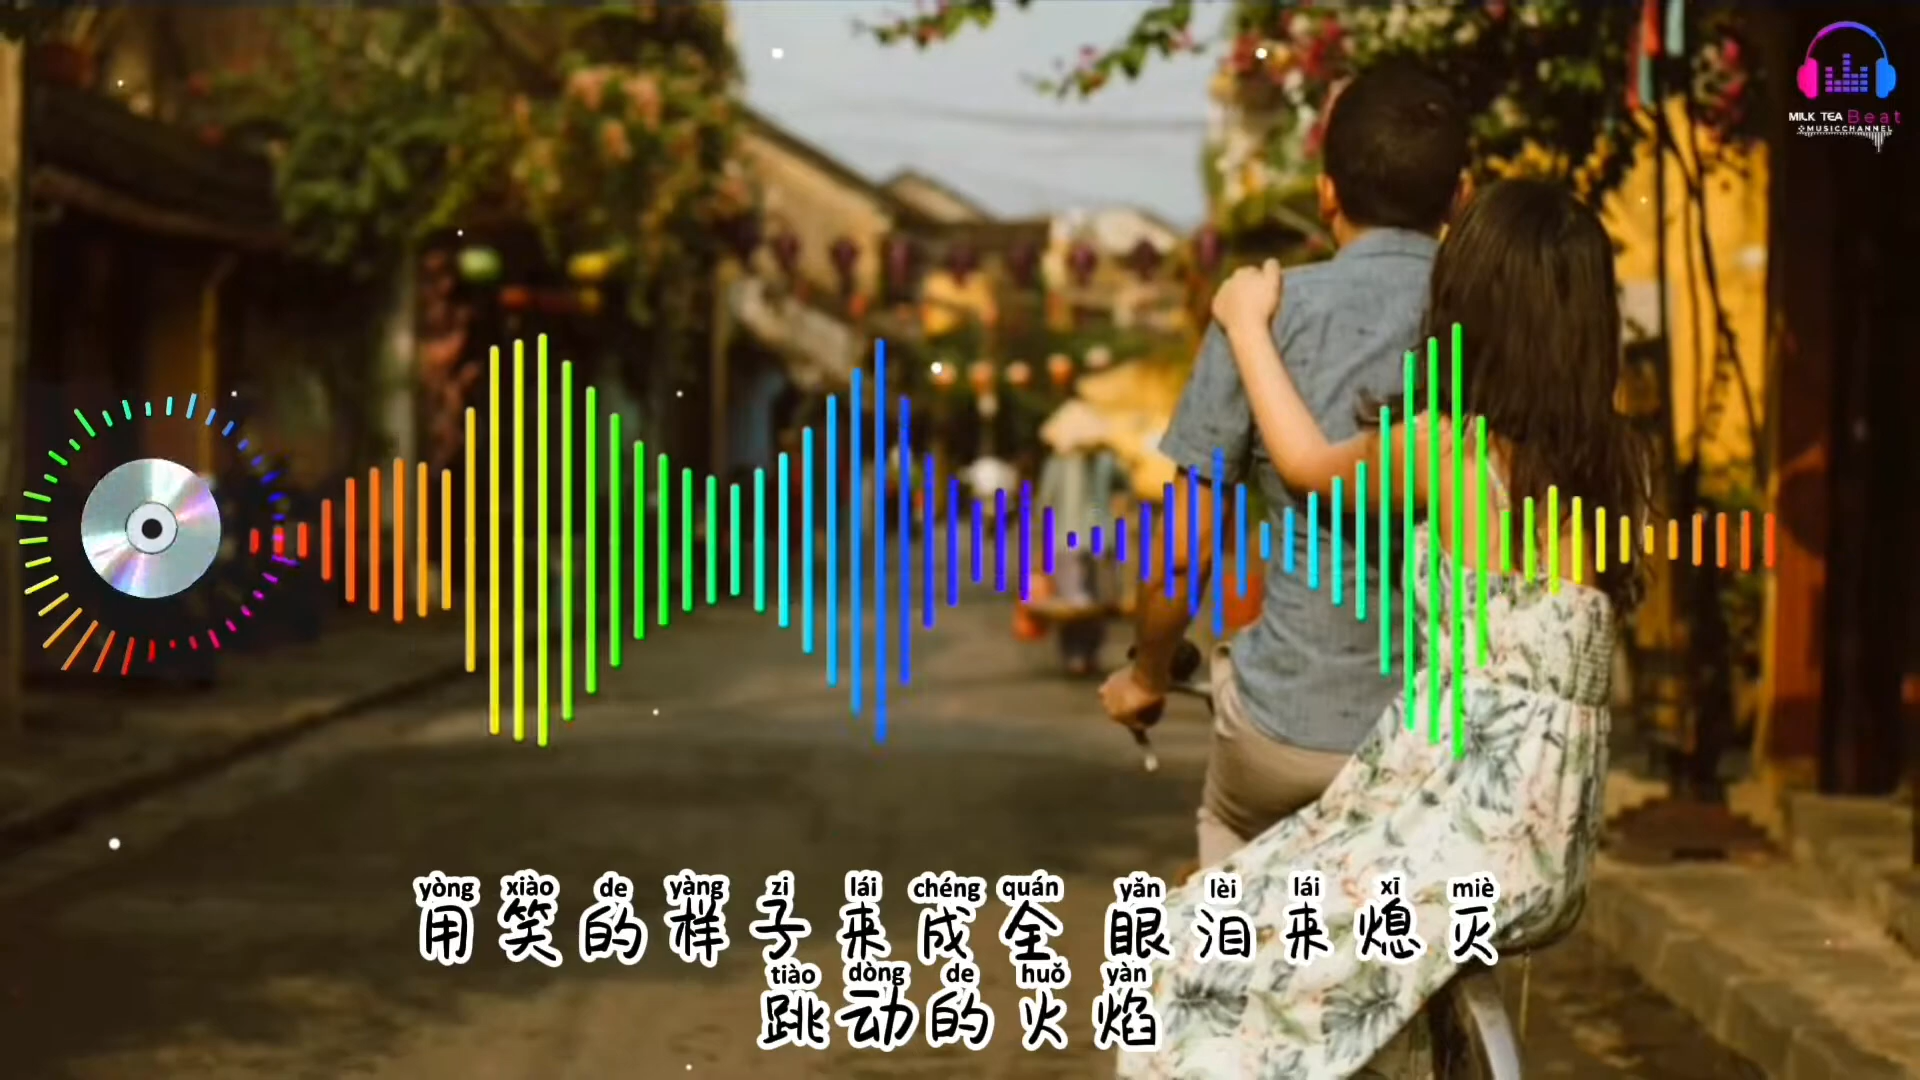 MILK TEA Beat
MUSICCHANNEL
yòng xiào de yàng zi lái chéng quán yǎn lèi lái xī miè
用笑的样子来成全 眼泪来熄灭
tiào dòng de huǒ yàn
跳动的火焰